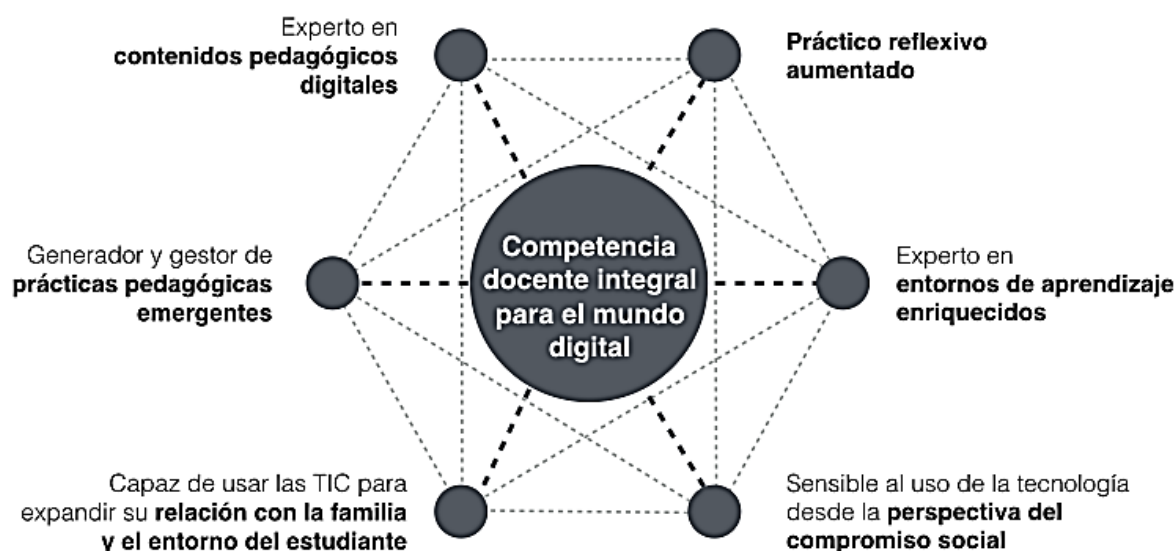 Experto en
contenidos pedagógicos
digitales
Práctico reflexivo
aumentado
Generador y gestor de
prácticas pedagógicas
emergentes
Competencia
docente integral
para el mundo
digital
Experto en
entornos de aprendizaje
enriquecidos
Capaz de usar las TIC para
expandir su relación con la familia
y el entorno del estudiante
Sensible al uso de la tecnología
desde la perspectiva del
compromiso social